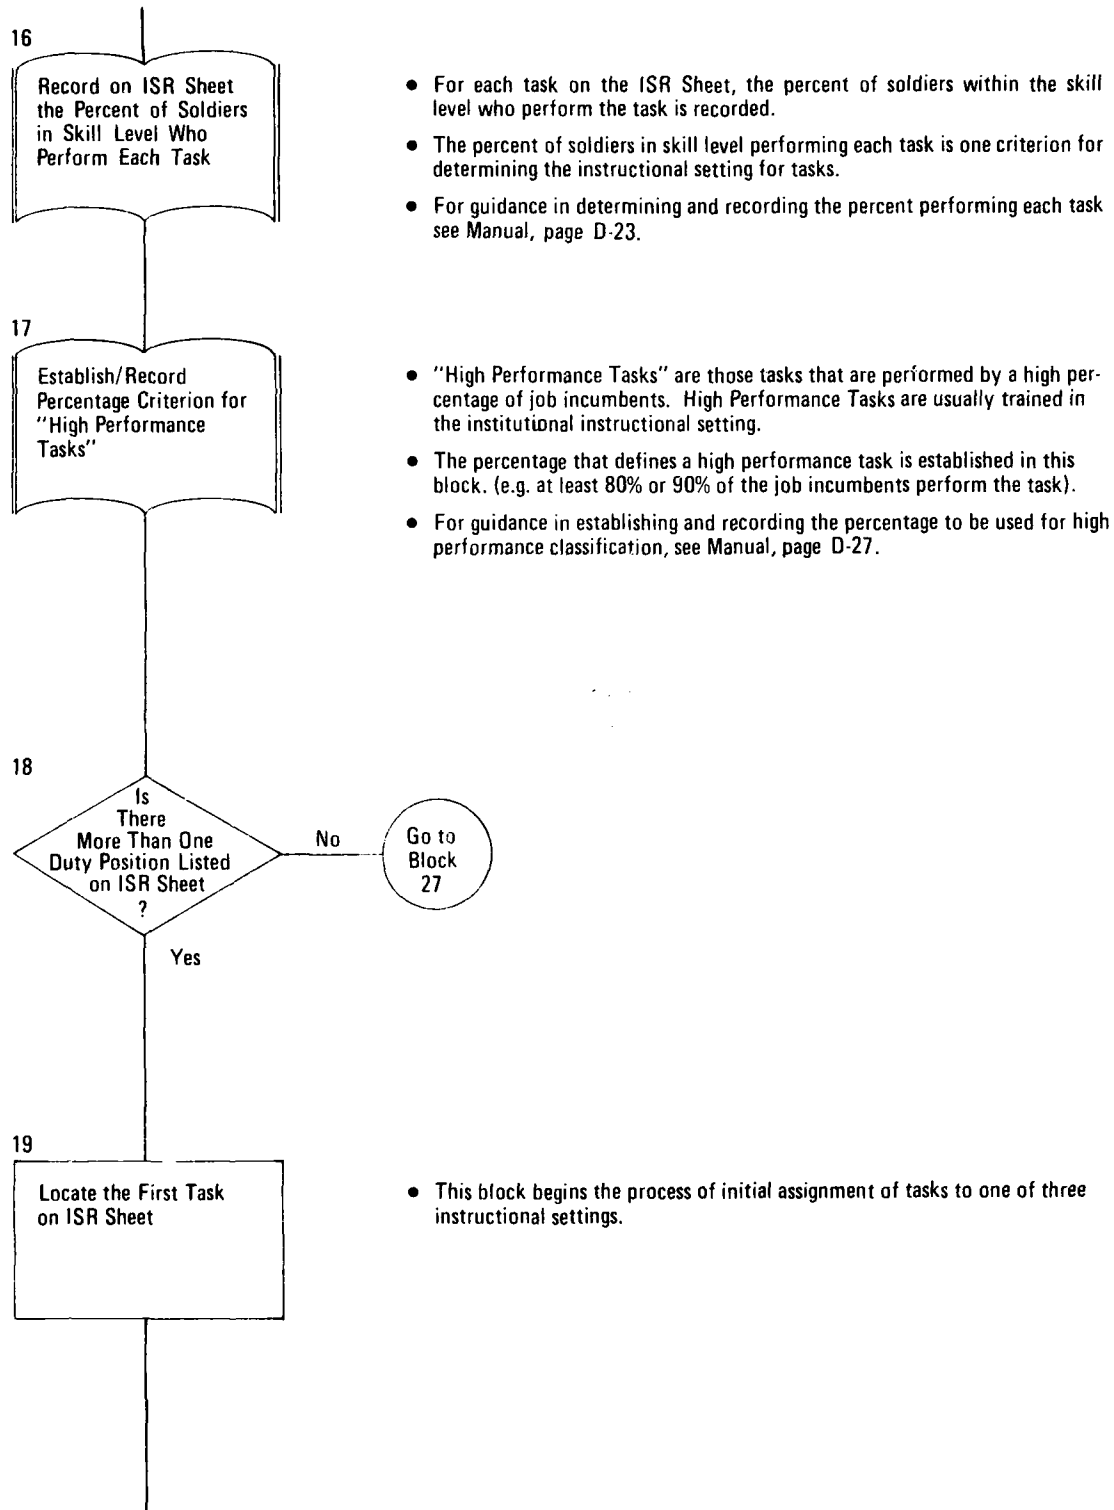 16
Record on ISR Sheet
the Percent of Soldiers
in Skill Level Who
Perform Each Task
● For each task on the ISR Sheet, the percent of soldiers within the skill
level who perform the task is recorded.
● The percent of soldiers in skill level performing each task is one criterion for
determining the instructional setting for tasks.
● For guidance in determining and recording the percent performing each task
see Manual, page D-23.
17
Establish/Record
Percentage Criterion for
"High Performance
Tasks"
● "High Performance Tasks" are those tasks that are performed by a high per-
centage of job incumbents. High Performance Tasks are usually trained in
the institutional instructional setting.
● The percentage that defines a high performance task is established in this
block. (e.g. at least 80% or 90% of the job incumbents perform the task).
● For guidance in establishing and recording the percentage to be used for high
performance classification, see Manual, page D-27.
18
Is
There
More Than One
Duty Position Listed
on ISR Sheet
?
No
Go to
Block
27
Yes
19
Locate the First Task
on ISR Sheet
● This block begins the process of initial assignment of tasks to one of three
instructional settings.